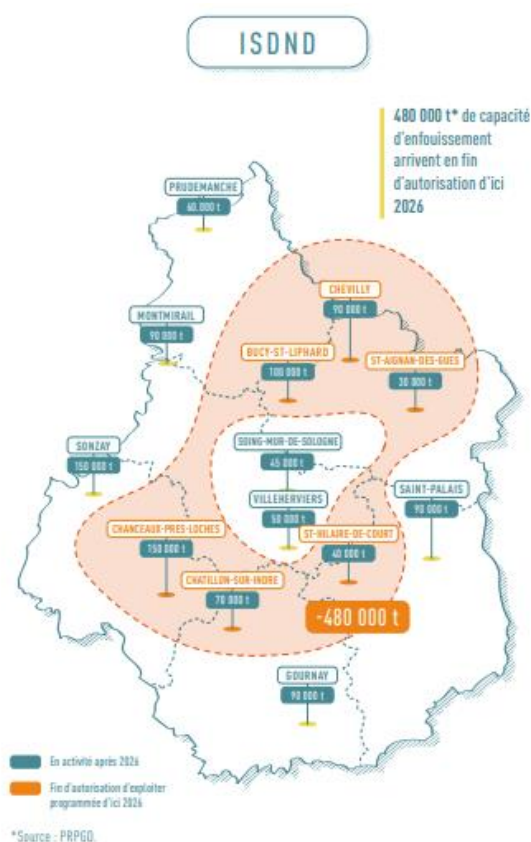 ISDND
480 000 t* de capacité
d'enfouissement
arrivent en fin
d'autorisation d'ici
2026
PRUDEMANCHE
60.000 t
CHEVILLY
90 000 t
MONTMIRAIL
90 000 t
BUCY-ST-LIPHARD
100 000 t
ST-AIGNAN-DES-GUES
30 000 t
SOING-MUR-DE-SOLOGNE
45 000 t
SONZAY
150 000 t
VILLEHERVIERS
50 000 t
SAINT-PALAIS
90 000 t
CHANCEAUX-PRES-LOCHES
150 000 t
ST-HILAIRE-DE-COURT
40 000 t
CHATILLON-SUR-INDRE
70 000 t
-480 000 t
GOURNAY
90 000 t
En activité après 2026
Fin d'autorisation d'exploiter
programmée d'ici 2026
*Source : PRPGD.